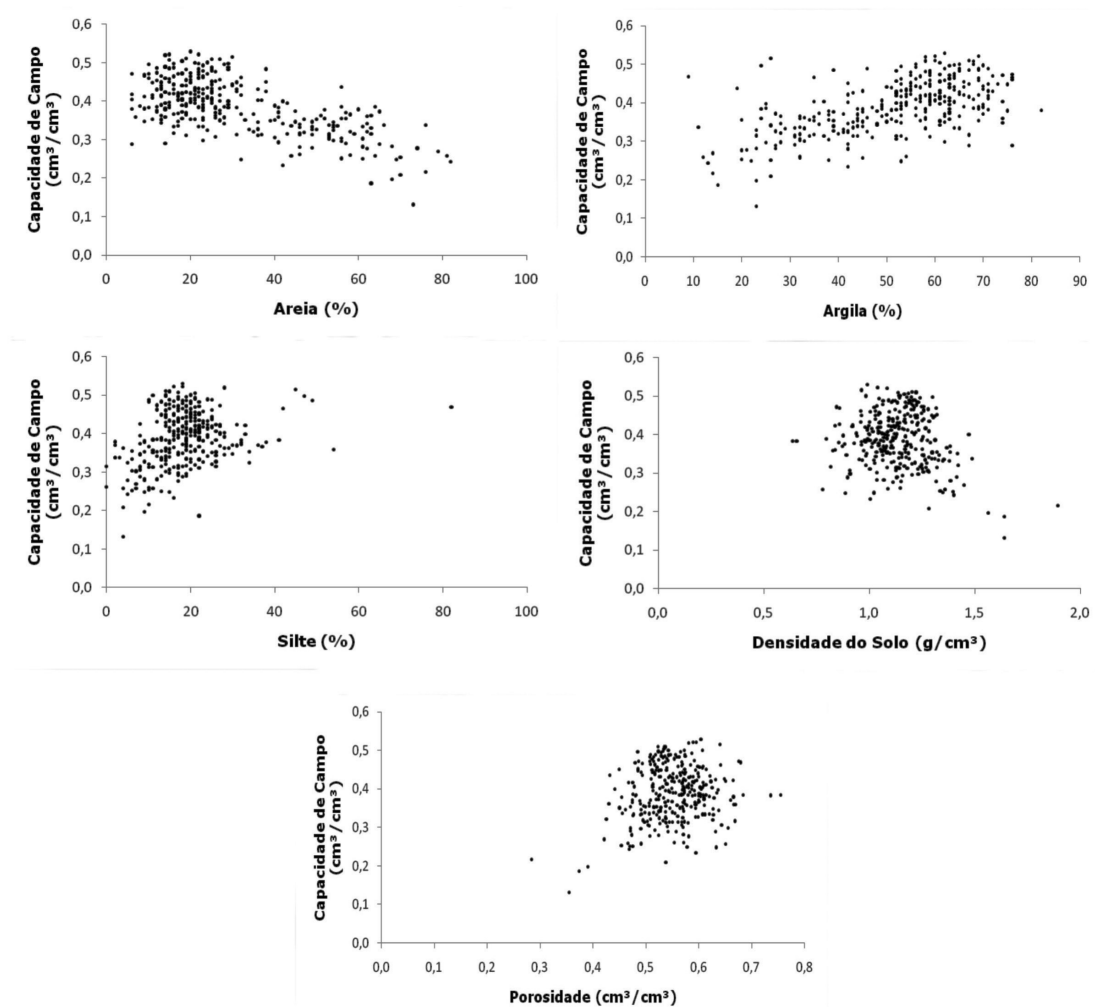 Capacidade de Campo
(cm³/cm³)
0,6
0,5
0,4
0,3
0,2
0,1
0,0
0 20 40 60 80 100
Areia (%)
Capacidade de Campo
(cm³/cm³)
0,6
0,5
0,4
0,3
0,2
0,1
0,0
0 10 20 30 40 50 60 70 80 90
Argila (%)
Capacidade de Campo
(cm³/cm³)
0,6
0,5
0,4
0,3
0,2
0,1
0,0
0 20 40 60 80 100
Silte (%)
Capacidade de Campo
(cm³/cm³)
0,6
0,5
0,4
0,3
0,2
0,1
0,0
0,0 0,5 1,0 1,5 2,0
Densidade do Solo (g/cm³)
Capacidade de Campo
(cm³/cm³)
0,6
0,5
0,4
0,3
0,2
0,1
0,0
0,0 0,1 0,2 0,3 0,4 0,5 0,6 0,7 0,8
Porosidade (cm³/cm³)